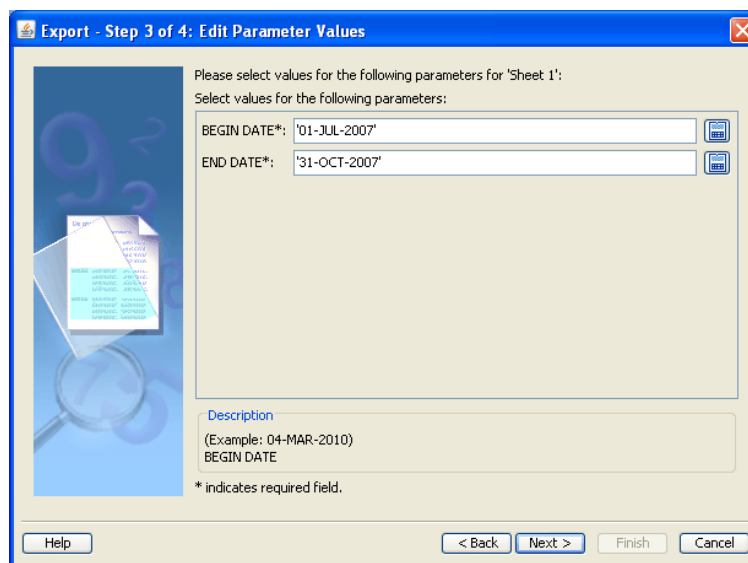 Export - Step 3 of 4: Edit Parameter Values
Please select values for the following parameters for 'Sheet 1':
Select values for the following parameters:
BEGIN DATE*: '01-JUL-2007'
END DATE*: '31-OCT-2007'
Description
(Example: 04-MAR-2010)
BEGIN DATE
* indicates required field.
Help < Back Next > Finish Cancel